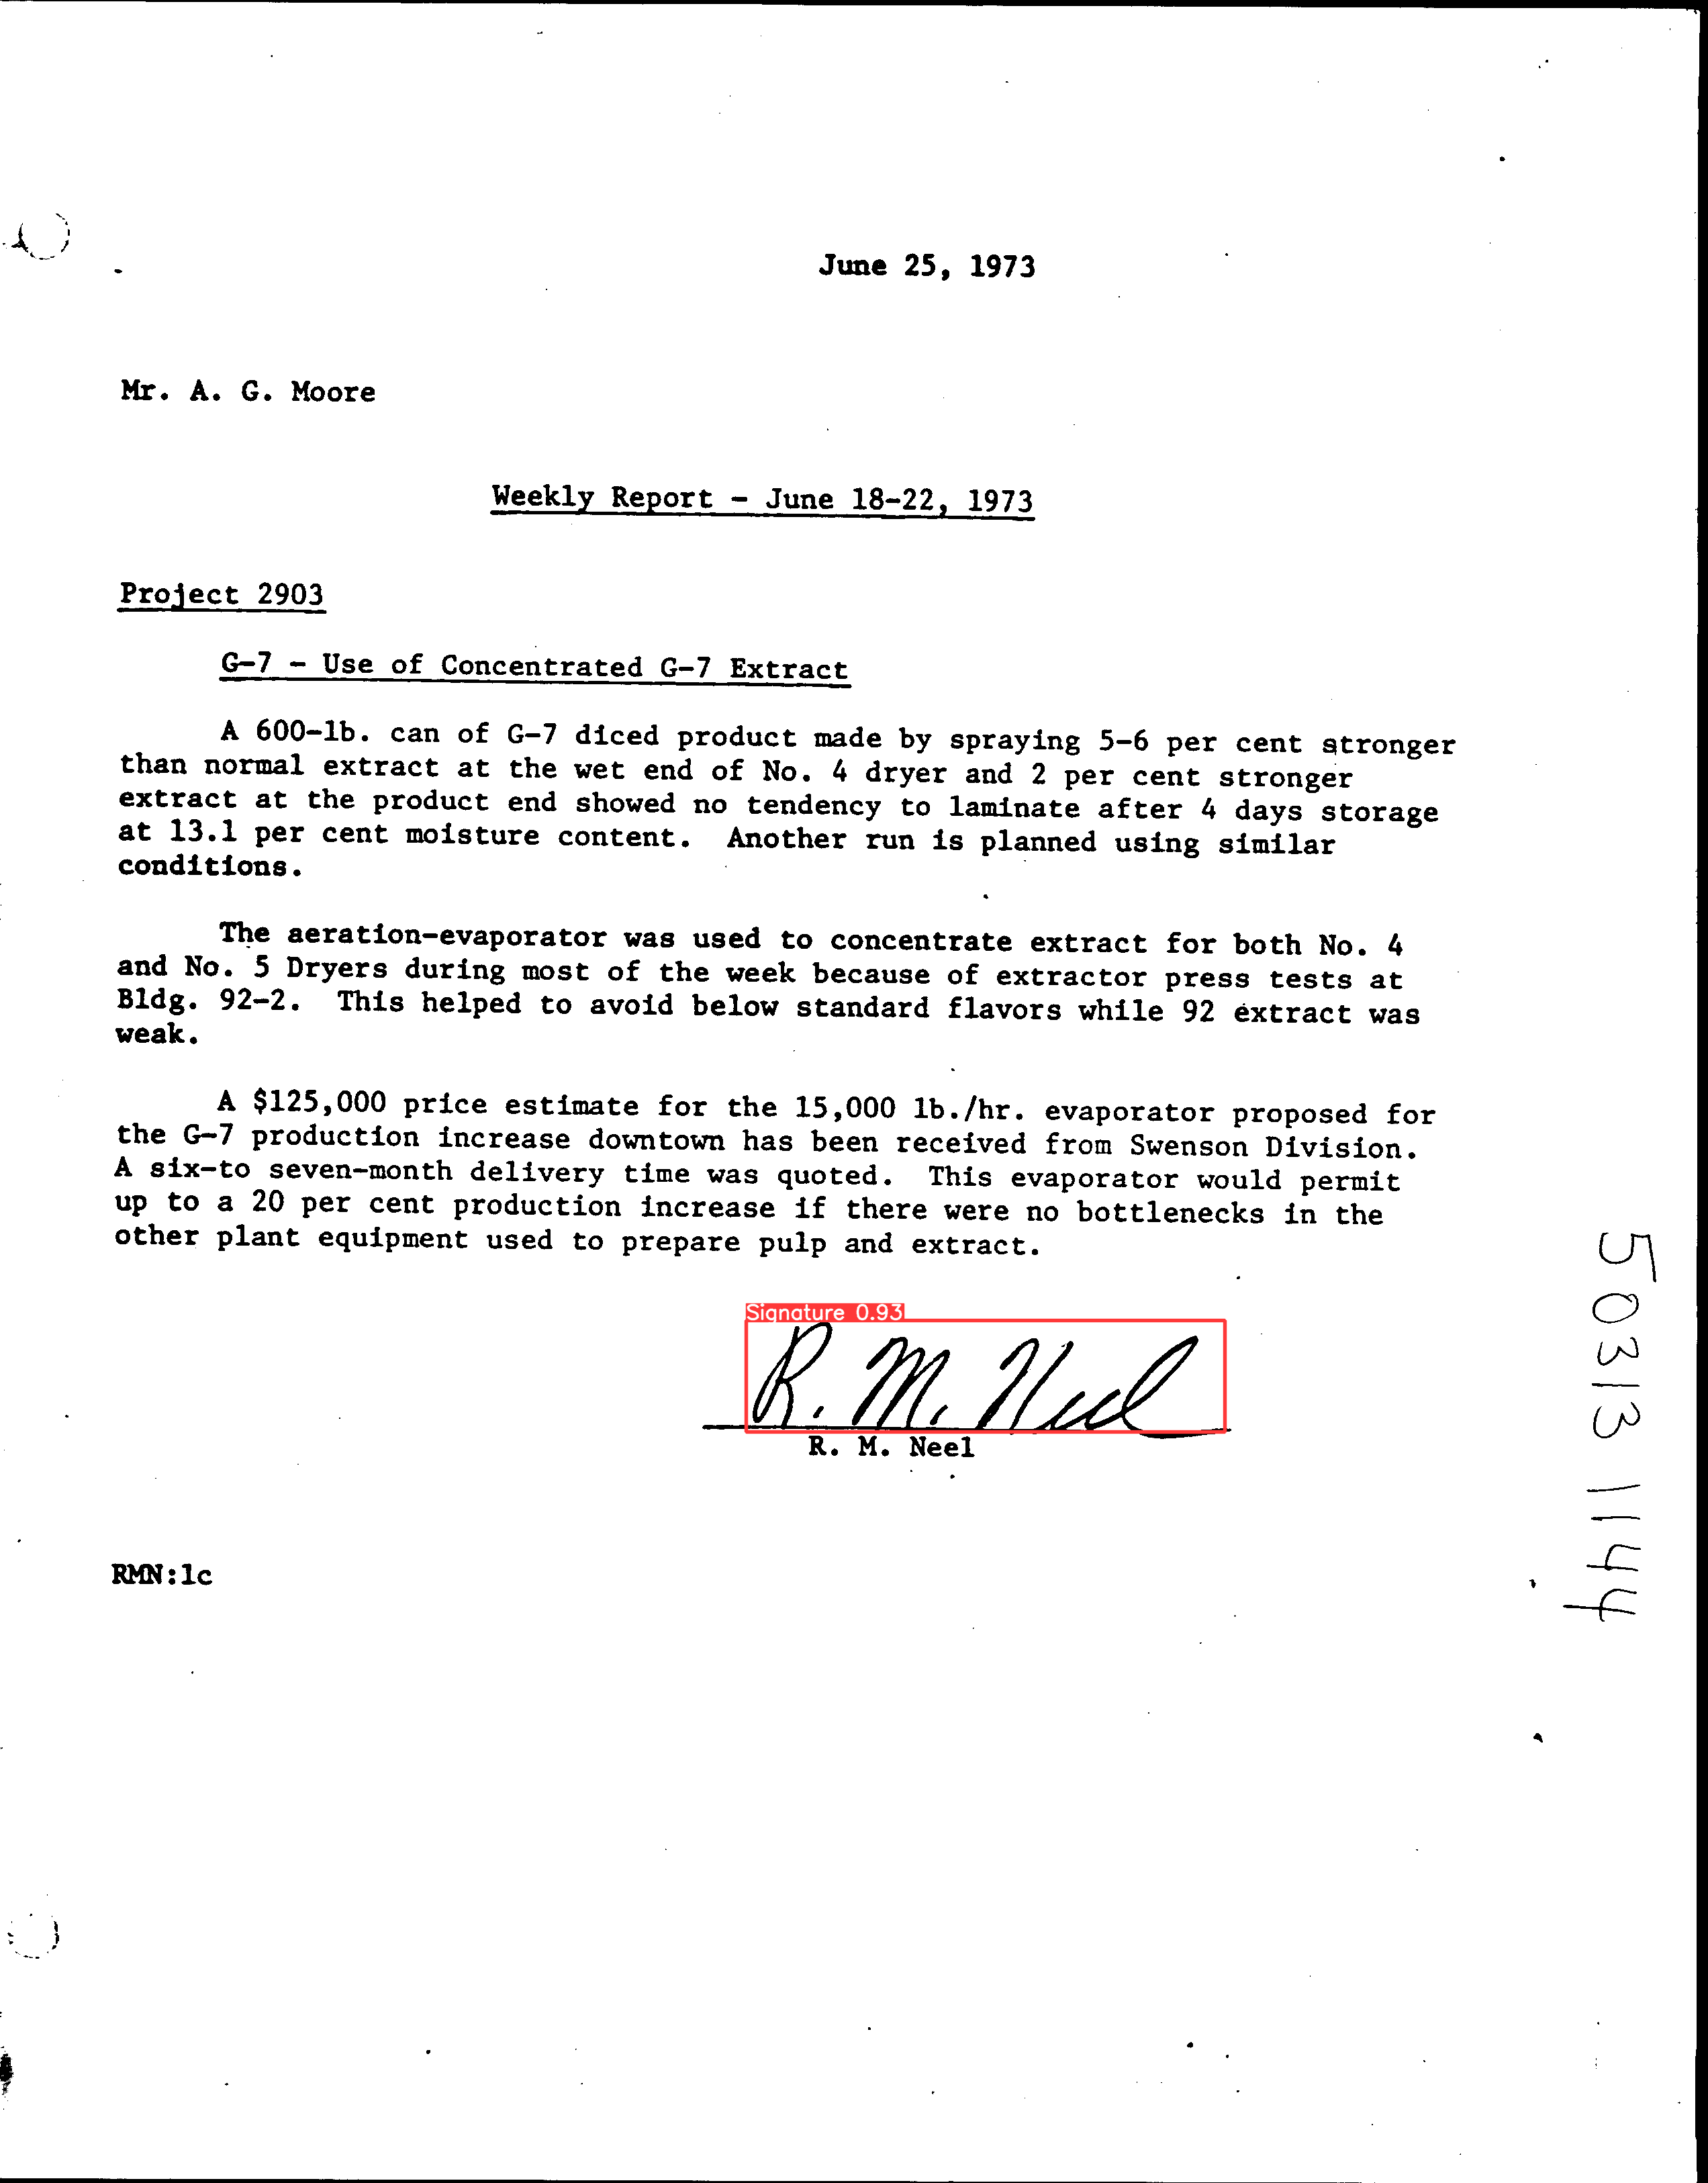 June 25, 1973
Mr. A. G. Moore
Weekly Report - June 18-22, 1973
Project 2903
G-7 - Use of Concentrated G-7 Extract
A 600-lb. can of G-7 diced product made by spraying 5-6 per cent stronger
than normal extract at the wet end of No. 4 dryer and 2 per cent stronger
extract at the product end showed no tendency to laminate after 4 days storage
at 13.1 per cent moisture content. Another run is planned using similar
conditions.
The aeration-evaporator was used to concentrate extract for both No. 4
and No. 5 Dryers during most of the week because of extractor press tests at
Bldg. 92-2. This helped to avoid below standard flavors while 92 extract was
weak.
A $125,000 price estimate for the 15,000 lb./hr. evaporator proposed for
the G-7 production increase downtown has been received from Swenson Division.
A six-to seven-month delivery time was quoted. This evaporator would permit
up to a 20 per cent production increase if there were no bottlenecks in the
other plant equipment used to prepare pulp and extract.
Signature 0.93
R. M. Neel
R. M. Neel
RMN:lc
50313 1144